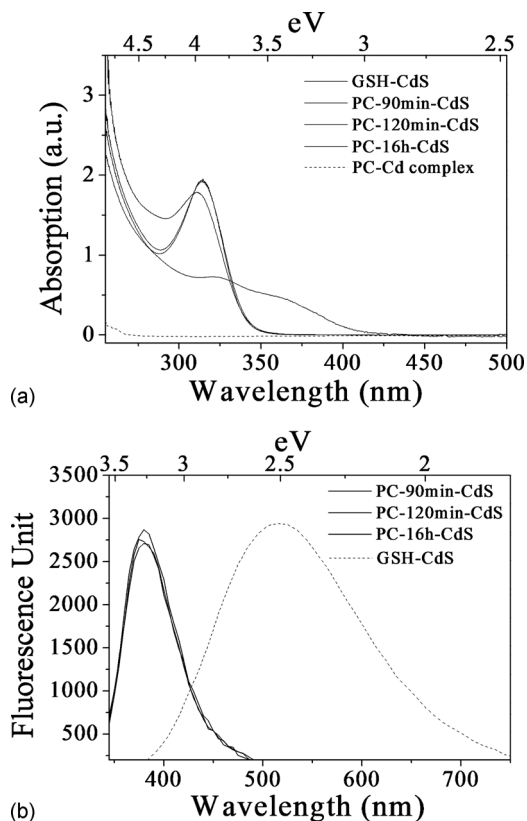 eV
4.5 4 3.5 3 2.5
GSH-CdS
PC-90min-CdS
PC-120min-CdS
PC-16h-CdS
PC-Cd complex
3
2
1
0
Absorption (a.u.)
300 350 400 450 500
Wavelength (nm)
(a)
eV
3.5 3 2.5 2
PC-90min-CdS
PC-120min-CdS
PC-16h-CdS
GSH-CdS
3500
3000
2500
2000
1500
1000
500
Fluorescence Unit
400 500 600 700
Wavelength (nm)
(b)